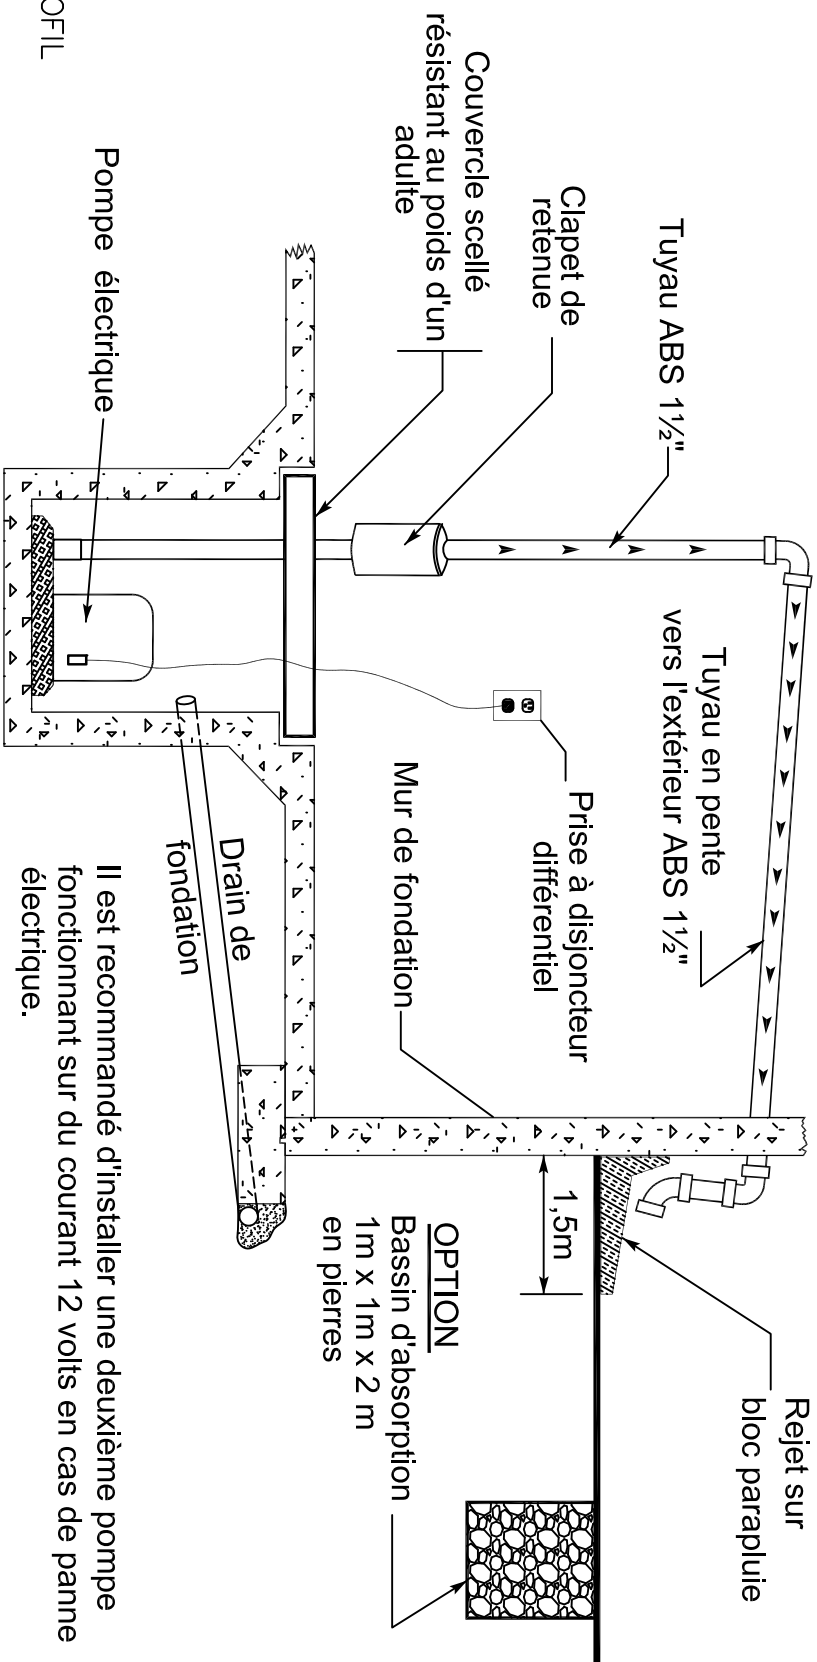 Tuyau ABS 1½"
Clapet de
retenue
Couvercle scellé
résistant au poids d'un
adulte
Pompe électrique
Tuyau en pente
vers l'extérieur ABS 1½"
Prise à disjoncteur
différentiel
Mur de fondation
Drain de
fondation
Rejet sur
bloc parapluie
1,5m
OPTION
Bassin d'absorption
1m x 1m x 2 m
en pierres
Il est recommandé d'installer une deuxième pompe
fonctionnant sur du courant 12 volts en cas de panne
électrique.
OFIL